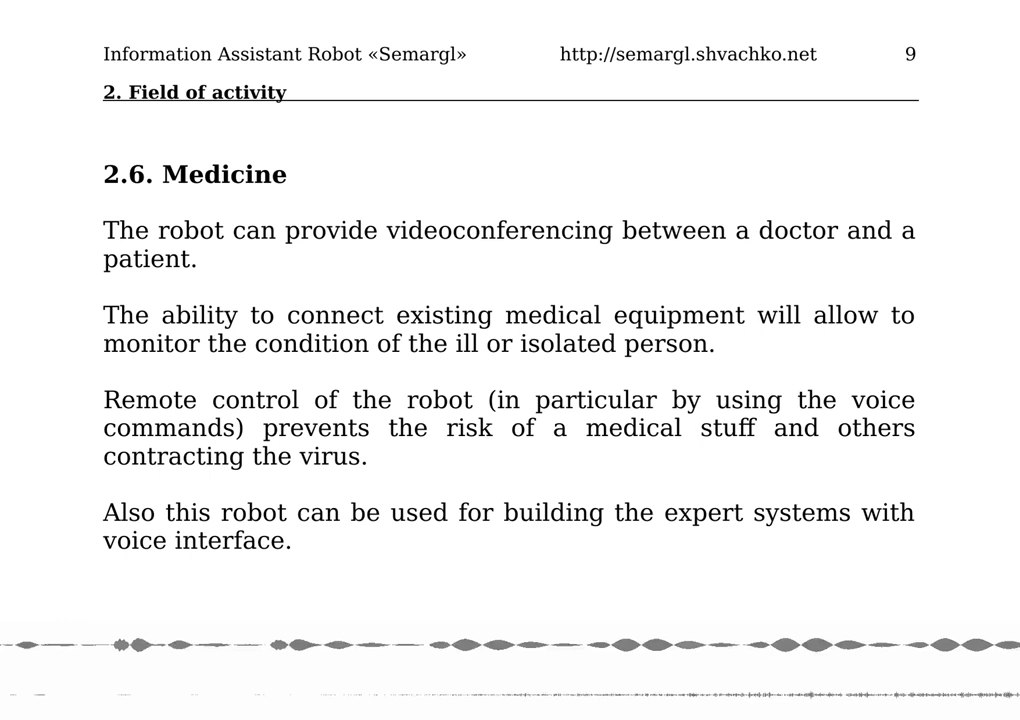 Information Assistant Robot «Semargl» http://semargl.shvachko.net 9
2. Field of activity
2.6. Medicine
The robot can provide videoconferencing between a doctor and a
patient.
The ability to connect existing medical equipment will allow to
monitor the condition of the ill or isolated person.
Remote control of the robot (in particular by using the voice
commands) prevents the risk of a medical stuff and others
contracting the virus.
Also this robot can be used for building the expert systems with
voice interface.